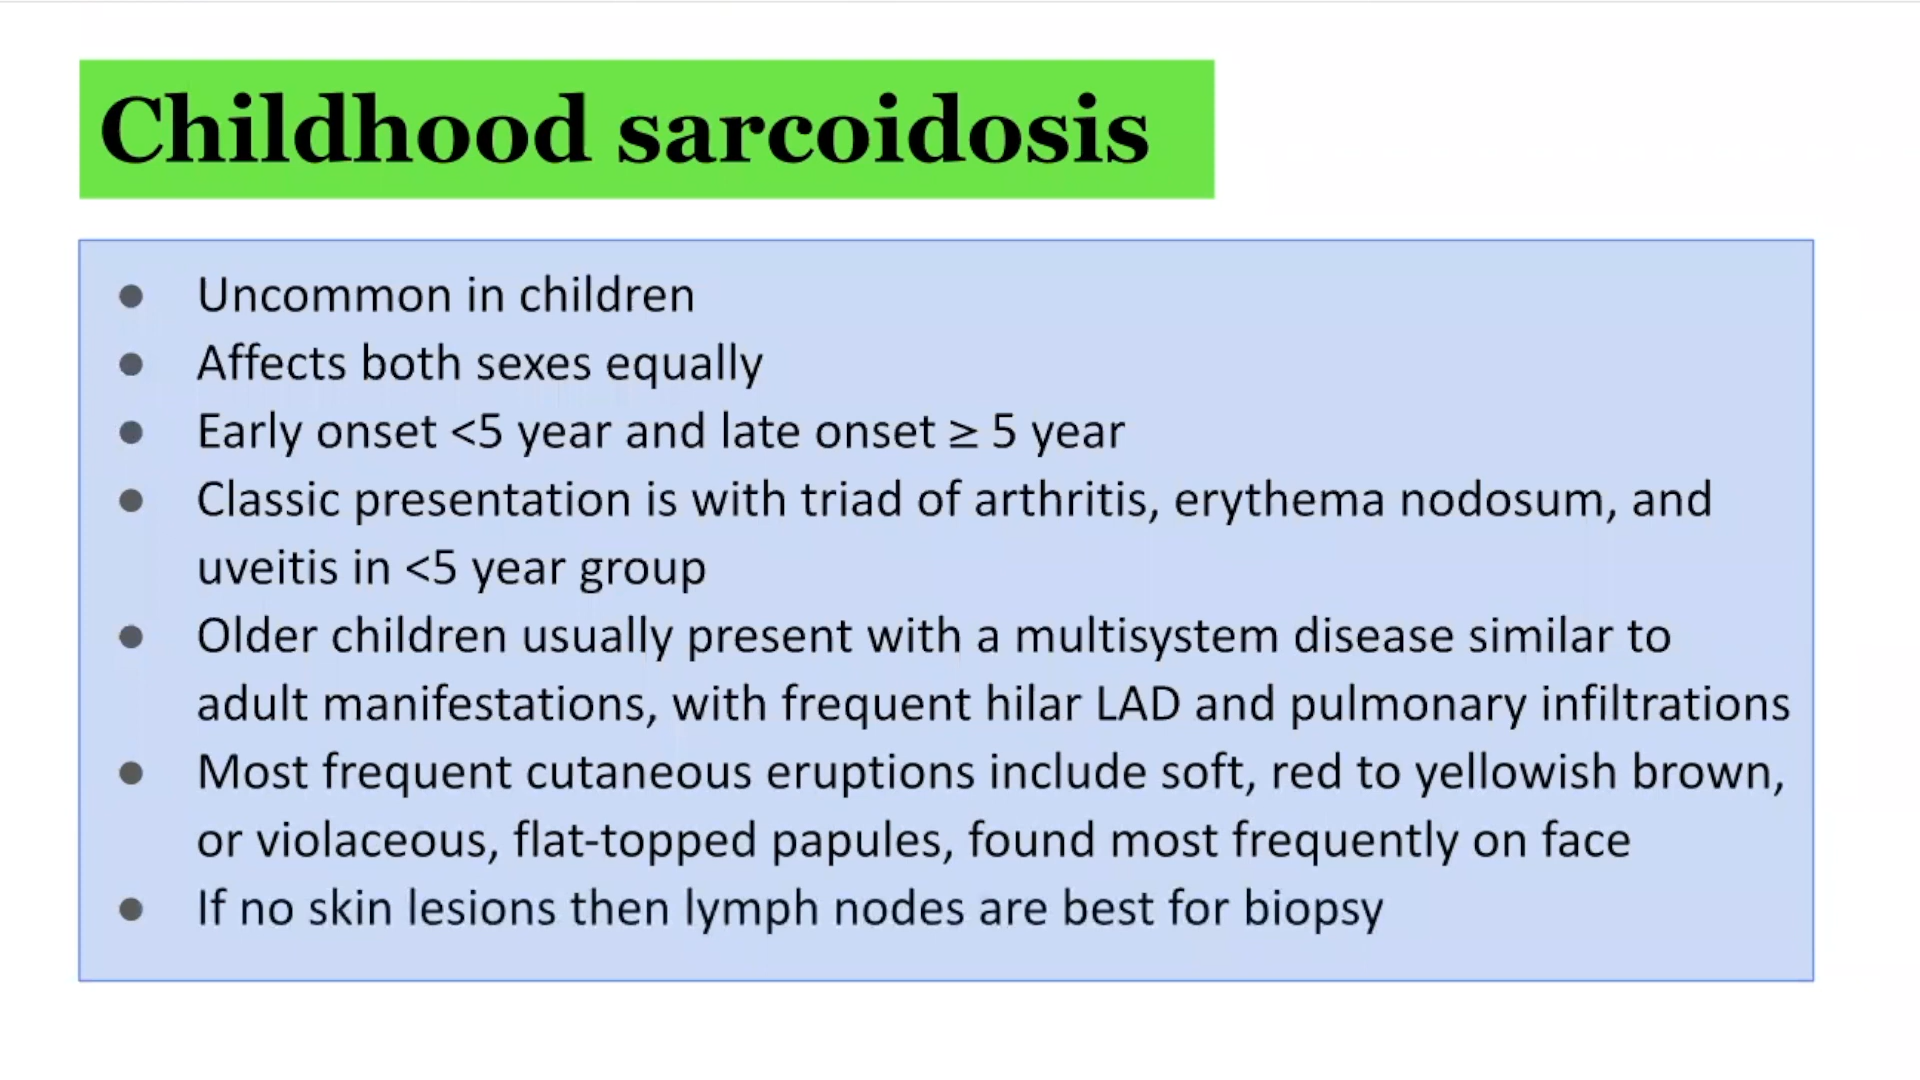 Childhood sarcoidosis
● Uncommon in children
● Affects both sexes equally
● Early onset <5 year and late onset ≥ 5 year
● Classic presentation is with triad of arthritis, erythema nodosum, and
uveitis in <5 year group
● Older children usually present with a multisystem disease similar to
adult manifestations, with frequent hilar LAD and pulmonary infiltrations
● Most frequent cutaneous eruptions include soft, red to yellowish brown,
or violaceous, flat-topped papules, found most frequently on face
● If no skin lesions then lymph nodes are best for biopsy